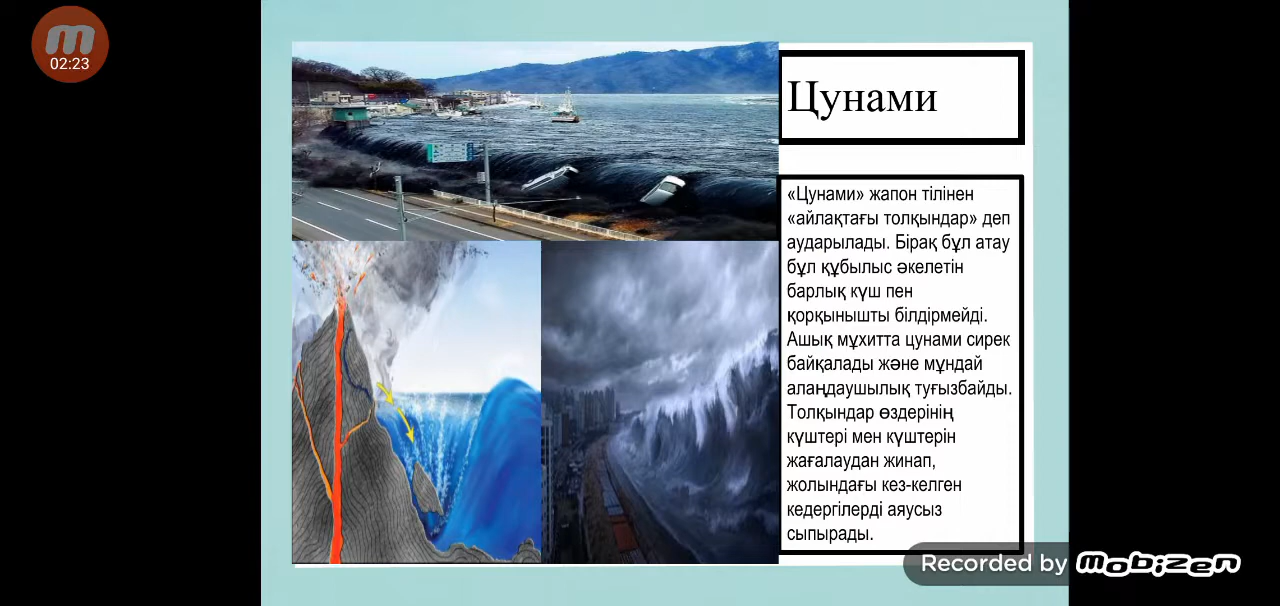 02:23
Цунами
«Цунами» жапон тілінен
«айлақтағы толқындар» деп
аударылады. Бірақ бұл атау
бұл құбылыс әкелетін
барлық күш пен
қорқынышты білдірмейді.
Ашық мұхитта цунами сирек
байқалады және мұндай
алаңдаушылық туғызбайды.
Толқындар өздерінің
күштері мен күштерін
жағалаудан жинап,
жолындағы кез-келген
кедергілерді аяусыз
сыпырады.
Recorded by mobizen